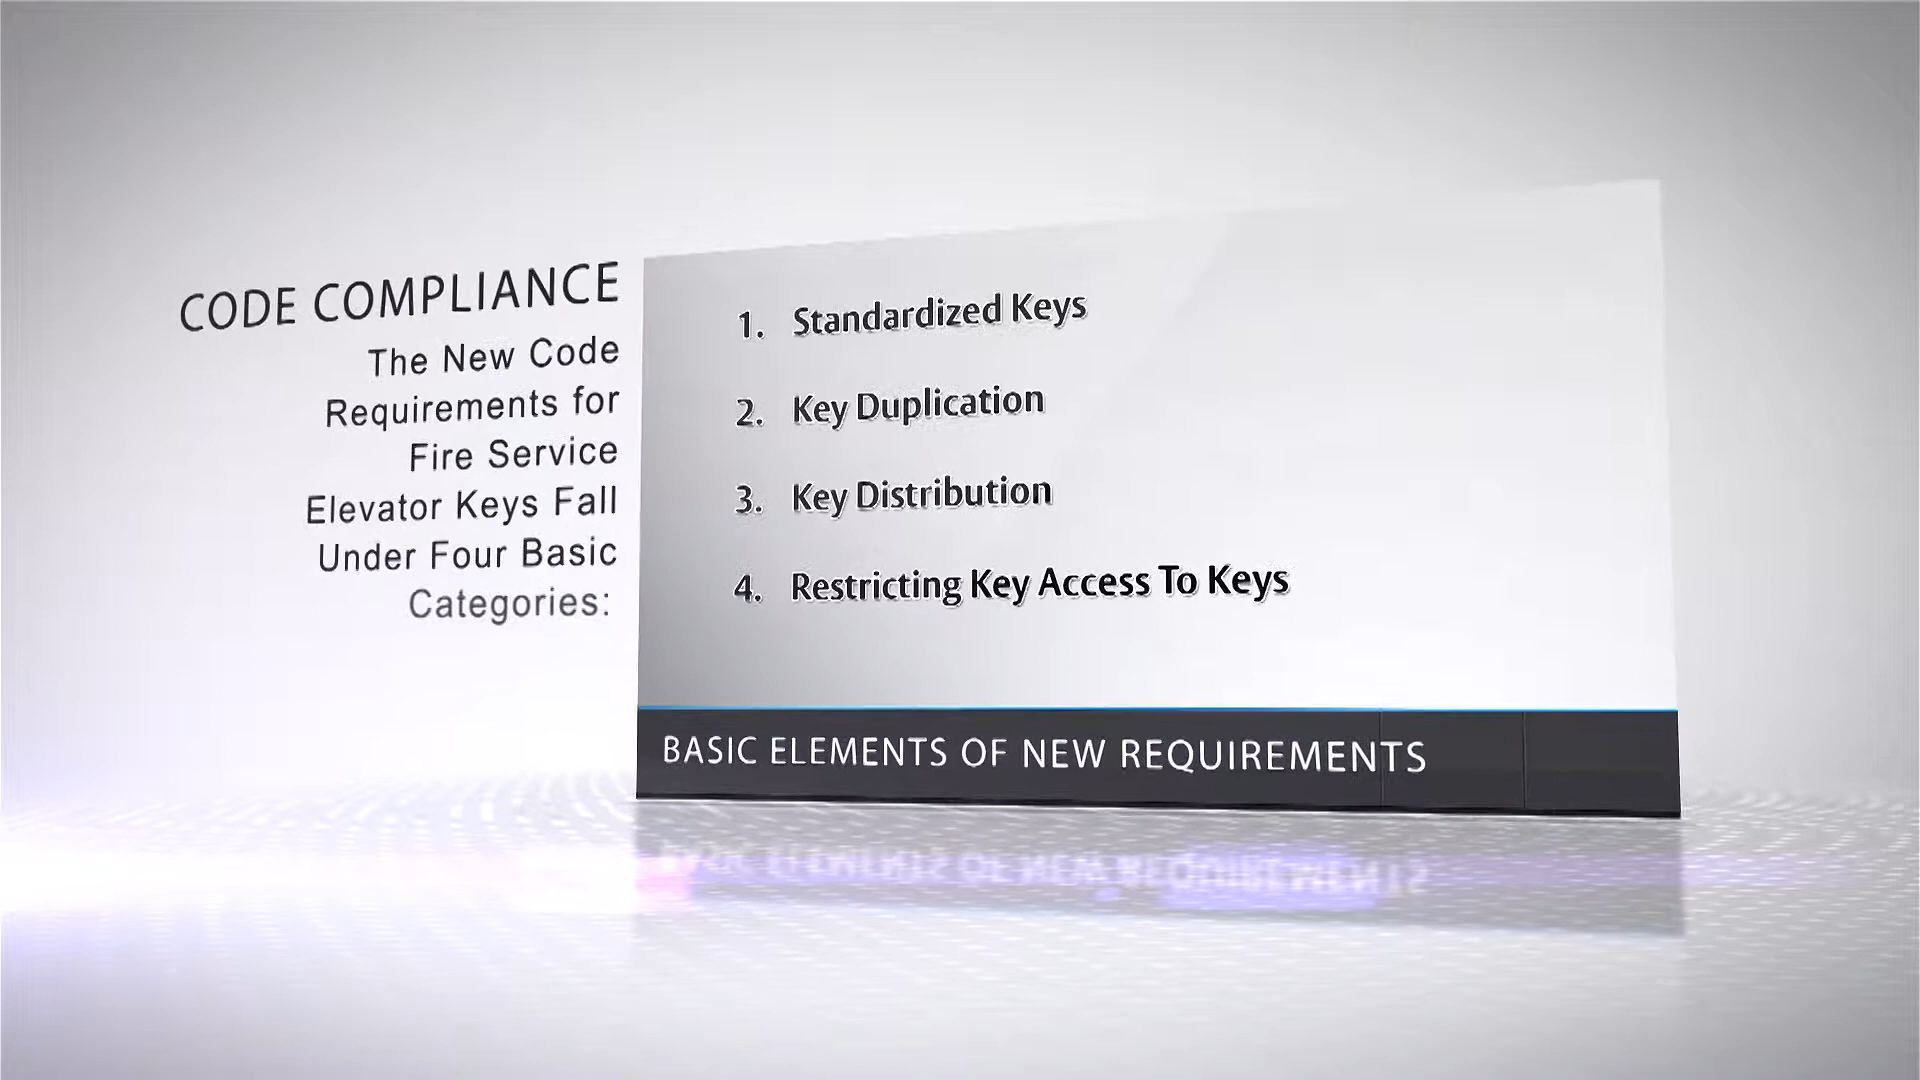 CODE COMPLIANCE
The New Code
Requirements for
Fire Service
Elevator Keys Fall
Under Four Basic
Categories:
1. Standardized Keys
2. Key Duplication
3. Key Distribution
4. Restricting Key Access To Keys
BASIC ELEMENTS OF NEW REQUIREMENTS